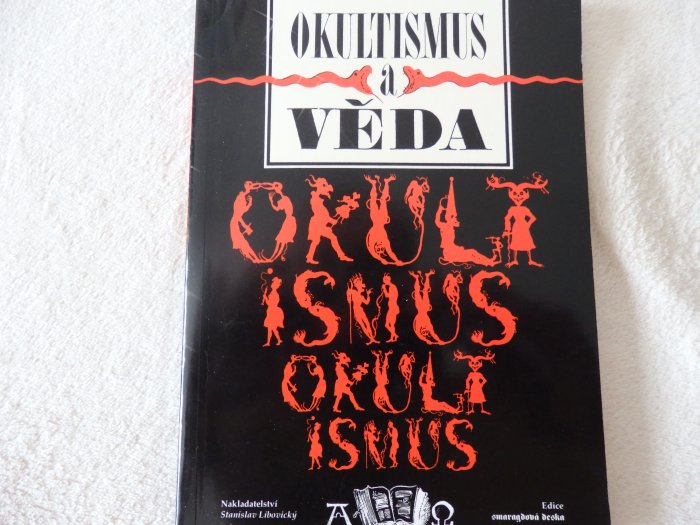 OKULTISMUS
a
VĚDA
OKULT
iSMUS
OKULT
iSMUS
Nakladatelství
Stanislav Libovický
A Ω
Edice
smaragdová deska